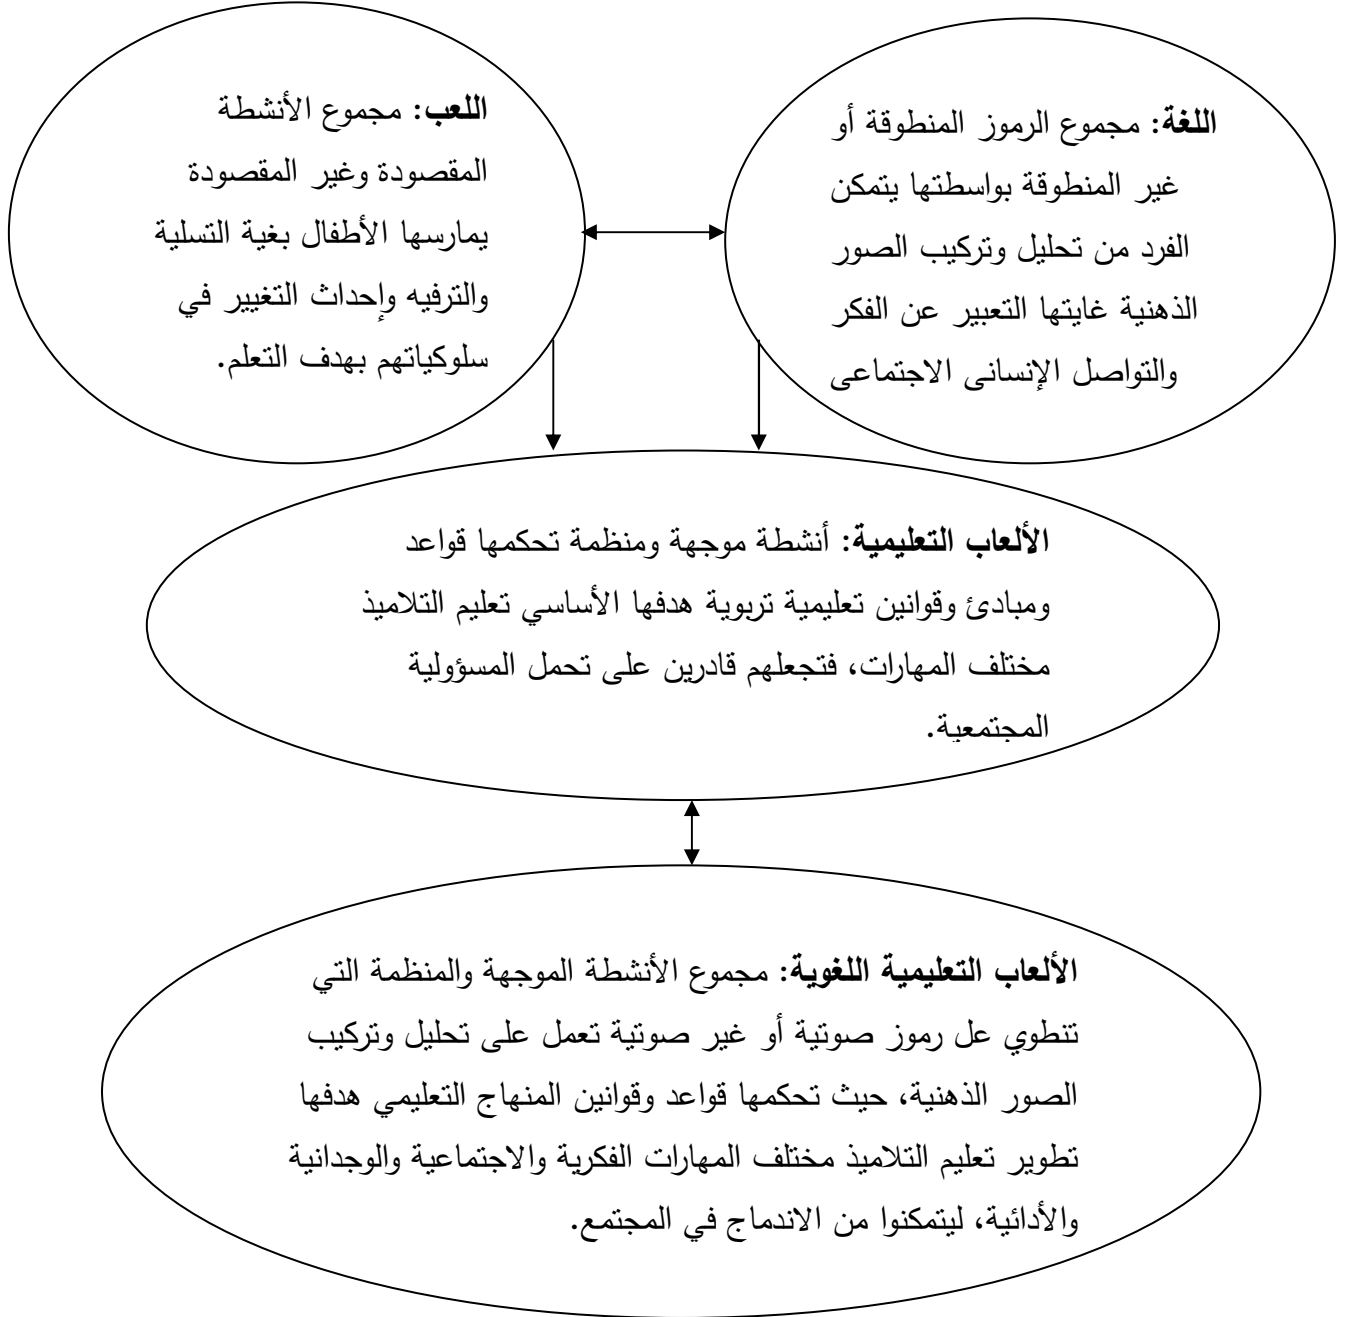 اللغة: مجموع الرموز المنطوقة أو
غير المنطوقة بواسطتها يتمكن
الفرد من تحليل وتركيب الصور
الذهنية غايتها التعبير عن الفكر
والتواصل الإنسانى الاجتماعى
اللعب: مجموع الأنشطة
المقصودة وغير المقصودة
يمارسها الأطفال بغية التسلية
والترفيه وإحداث التغيير في
سلوكياتهم بهدف التعلم.
الألعاب التعليمية: أنشطة موجهة ومنظمة تحكمها قواعد
ومبادئ وقوانين تعليمية تربوية هدفها الأساسي تعليم التلاميذ
مختلف المهارات، فتجعلهم قادرين على تحمل المسؤولية
المجتمعية.
الألعاب التعليمية اللغوية: مجموع الأنشطة الموجهة والمنظمة التي
تنطوي عل رموز صوتية أو غير صوتية تعمل على تحليل وتركيب
الصور الذهنية، حيث تحكمها قواعد وقوانين المنهاج التعليمي هدفها
تطوير تعليم التلاميذ مختلف المهارات الفكرية والاجتماعية والوجدانية
والأدائية، ليتمكنوا من الاندماج في المجتمع.